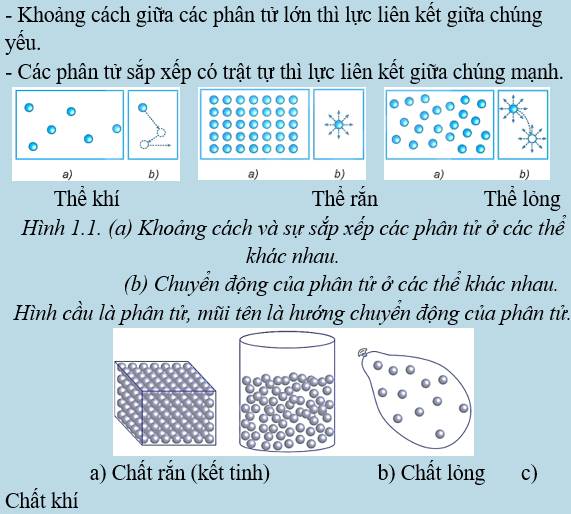 - Khoảng cách giữa các phân tử lớn thì lực liên kết giữa chúng
yếu.
- Các phân tử sắp xếp có trật tự thì lực liên kết giữa chúng mạnh.
a) b) a) b) a) b)
Thể khí Thể rắn Thể lỏng
Hình 1.1. (a) Khoảng cách và sự sắp xếp các phân tử ở các thể
khác nhau.
(b) Chuyển động của phân tử ở các thể khác nhau.
Hình cầu là phân tử, mũi tên là hướng chuyển động của phân tử.
a) Chất rắn (kết tinh) b) Chất lỏng c)
Chất khí